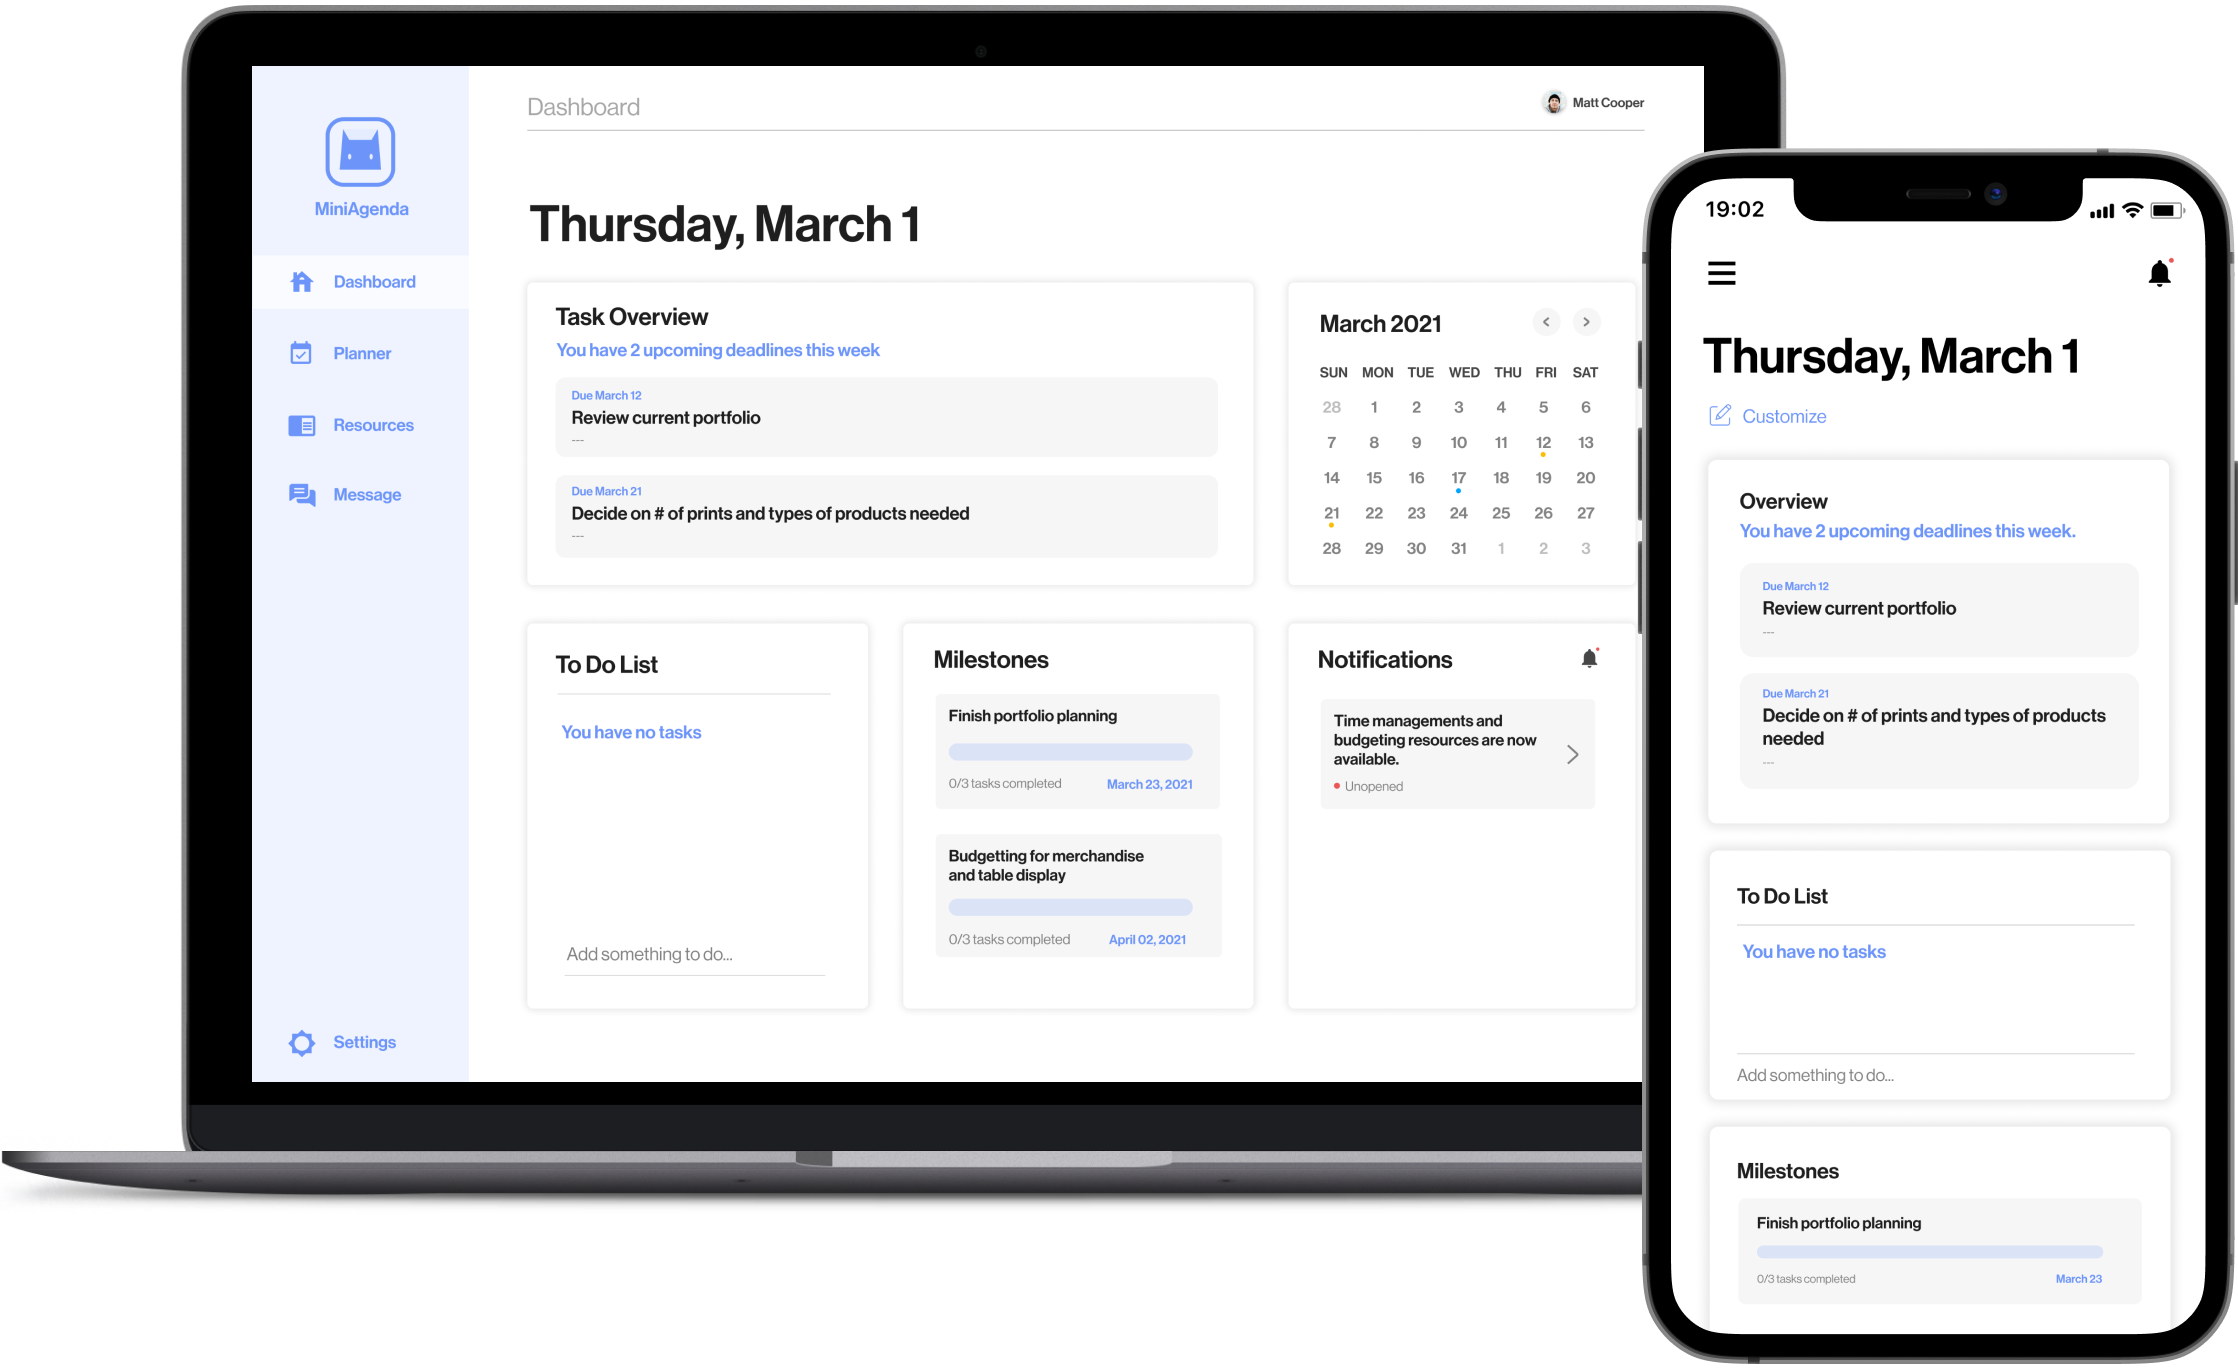 MiniAgenda
Dashboard
Planner
Resources
Message
Settings
Dashboard
Matt Cooper
Thursday, March 1
Task Overview
You have 2 upcoming deadlines this week
Due March 12
Review current portfolio
---
Due March 21
Decide on # of prints and types of products needed
---
March 2021
< >
SUN MON TUE WED THU FRI SAT
28 1 2 3 4 5 6
7 8 9 10 11 12 13
14 15 16 17 18 19 20
21 22 23 24 25 26 27
28 29 30 31 1 2 3
To Do List
You have no tasks
Add something to do...
Milestones
Finish portfolio planning
0/3 tasks completed March 23, 2021
Budgetting for merchandise
and table display
0/3 tasks completed April 02, 2021
Notifications
Time managements and
budgeting resources are now
available.
Unopened
19:02
Thursday, March 1
Customize
Overview
You have 2 upcoming deadlines this week.
Due March 12
Review current portfolio
---
Due March 21
Decide on # of prints and types of products
needed
---
To Do List
You have no tasks
Add something to do...
Milestones
Finish portfolio planning
0/3 tasks completed March 23